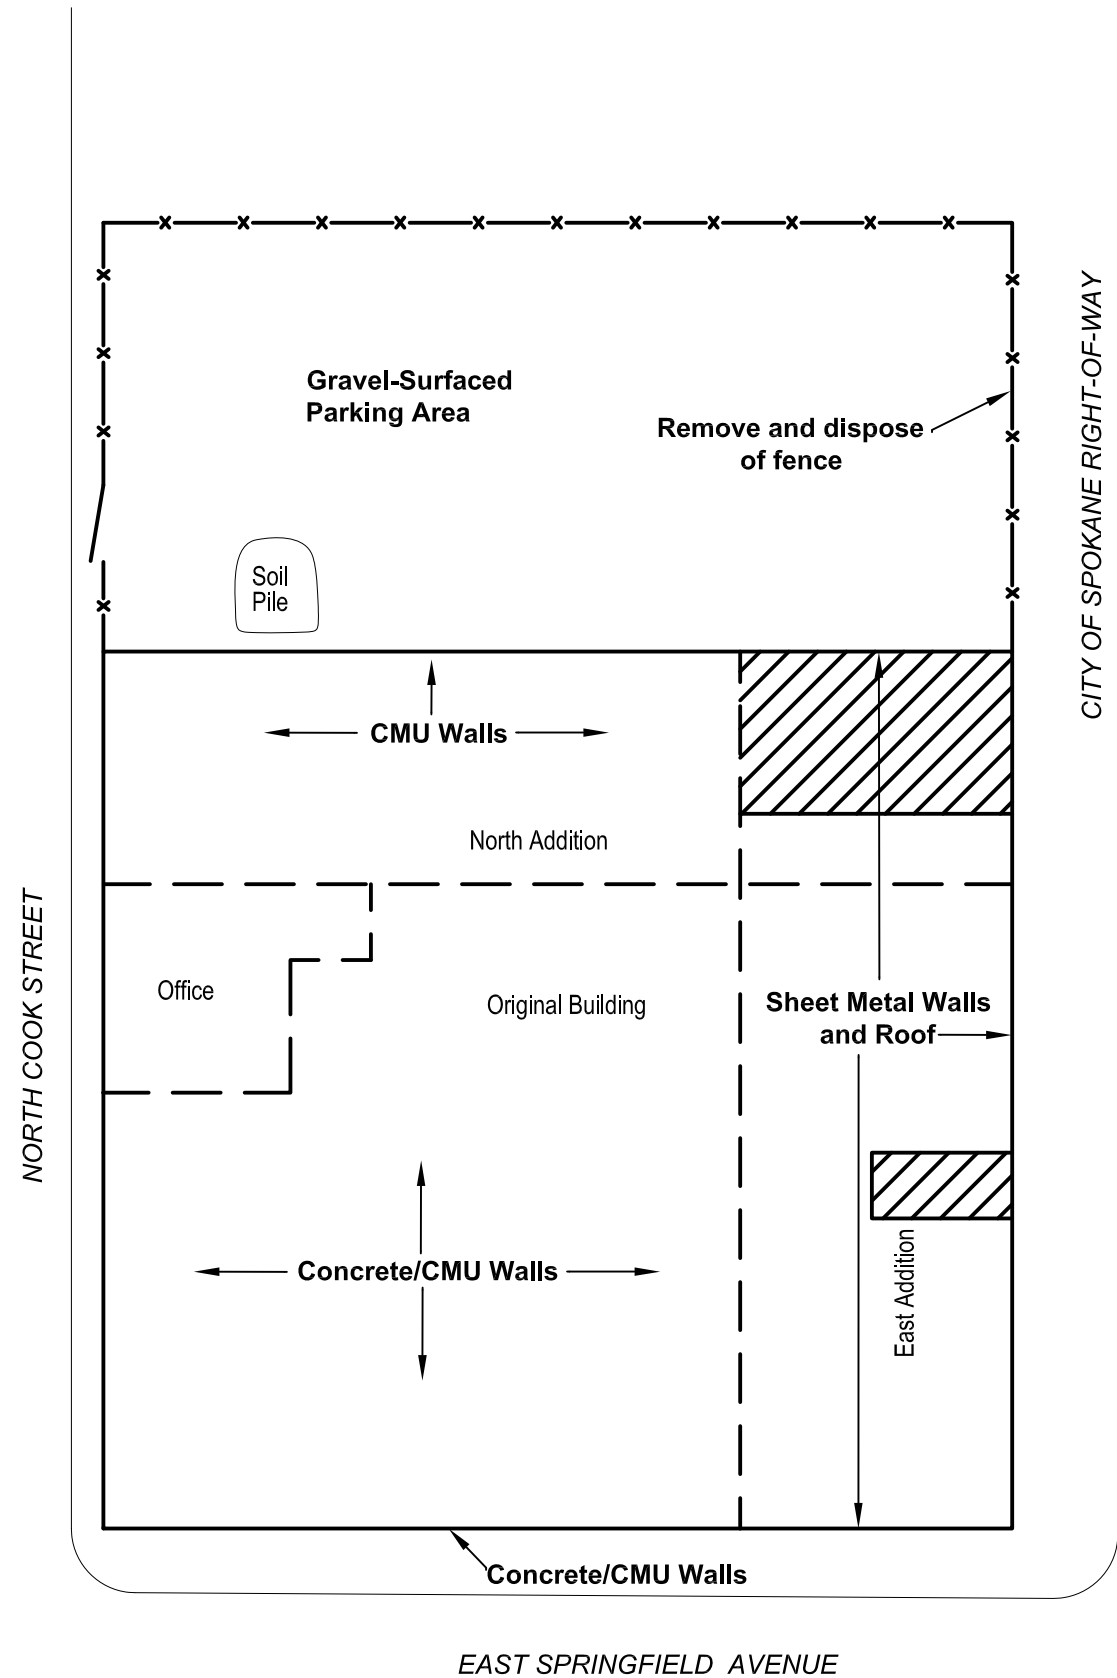 Gravel-Surfaced
Parking Area
Remove and dispose
of fence
CITY OF SPOKANE RIGHT-OF-WAY
Soil
Pile
CMU Walls
North Addition
NORTH COOK STREET
Office
Original Building
Sheet Metal Walls
and Roof
East Addition
Concrete/CMU Walls
Concrete/CMU Walls
EAST SPRINGFIELD AVENUE